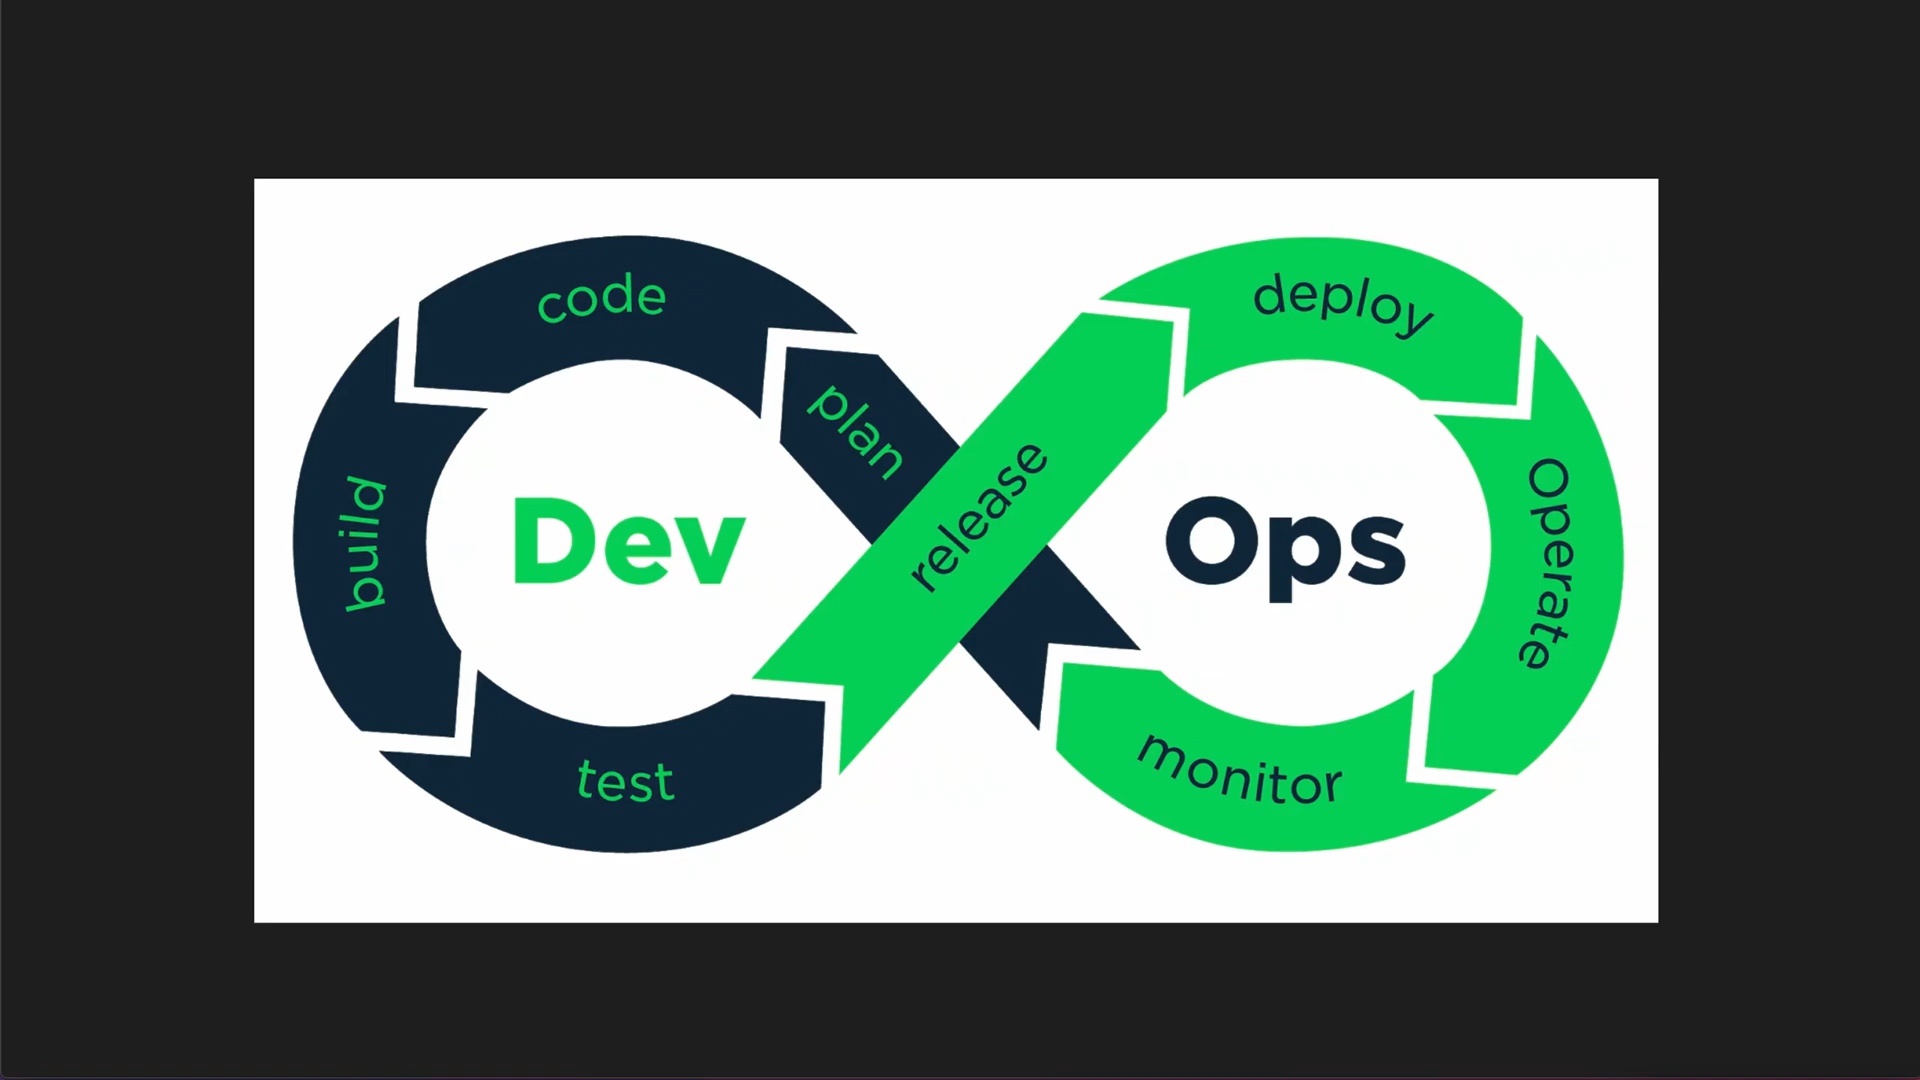 code
plan
build
Dev
test
release
deploy
Ops
Operate
monitor